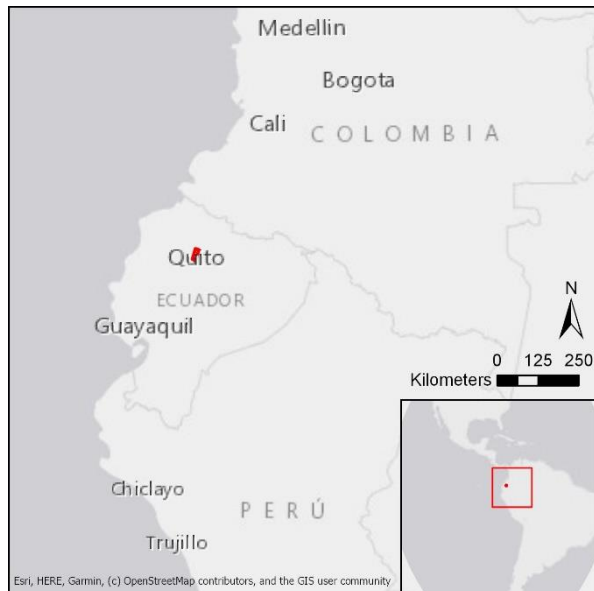 Medellin
Bogota
Cali
COLOMBIA
Quito
ECUADOR
Guayaquil
N
0 125 250
Kilometers
Chiclayo
PERÚ
Trujillo
Esri, HERE, Garmin, (c) OpenStreetMap contributors, and the GIS user community